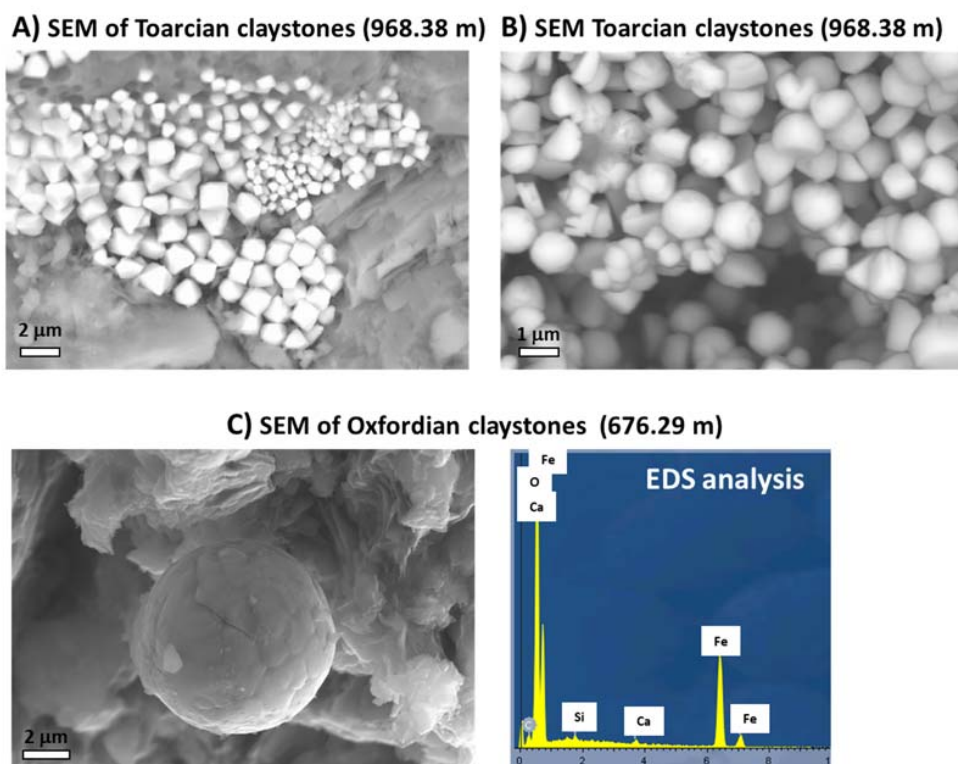 A) SEM of Toarcian claystones (968.38 m)
B) SEM Toarcian claystones (968.38 m)
2 μm
1 μm
C) SEM of Oxfordian claystones (676.29 m)
2 μm
EDS analysis
Fe
O
Ca
Fe
Si
Ca
Fe
C
0
2
4
6
8